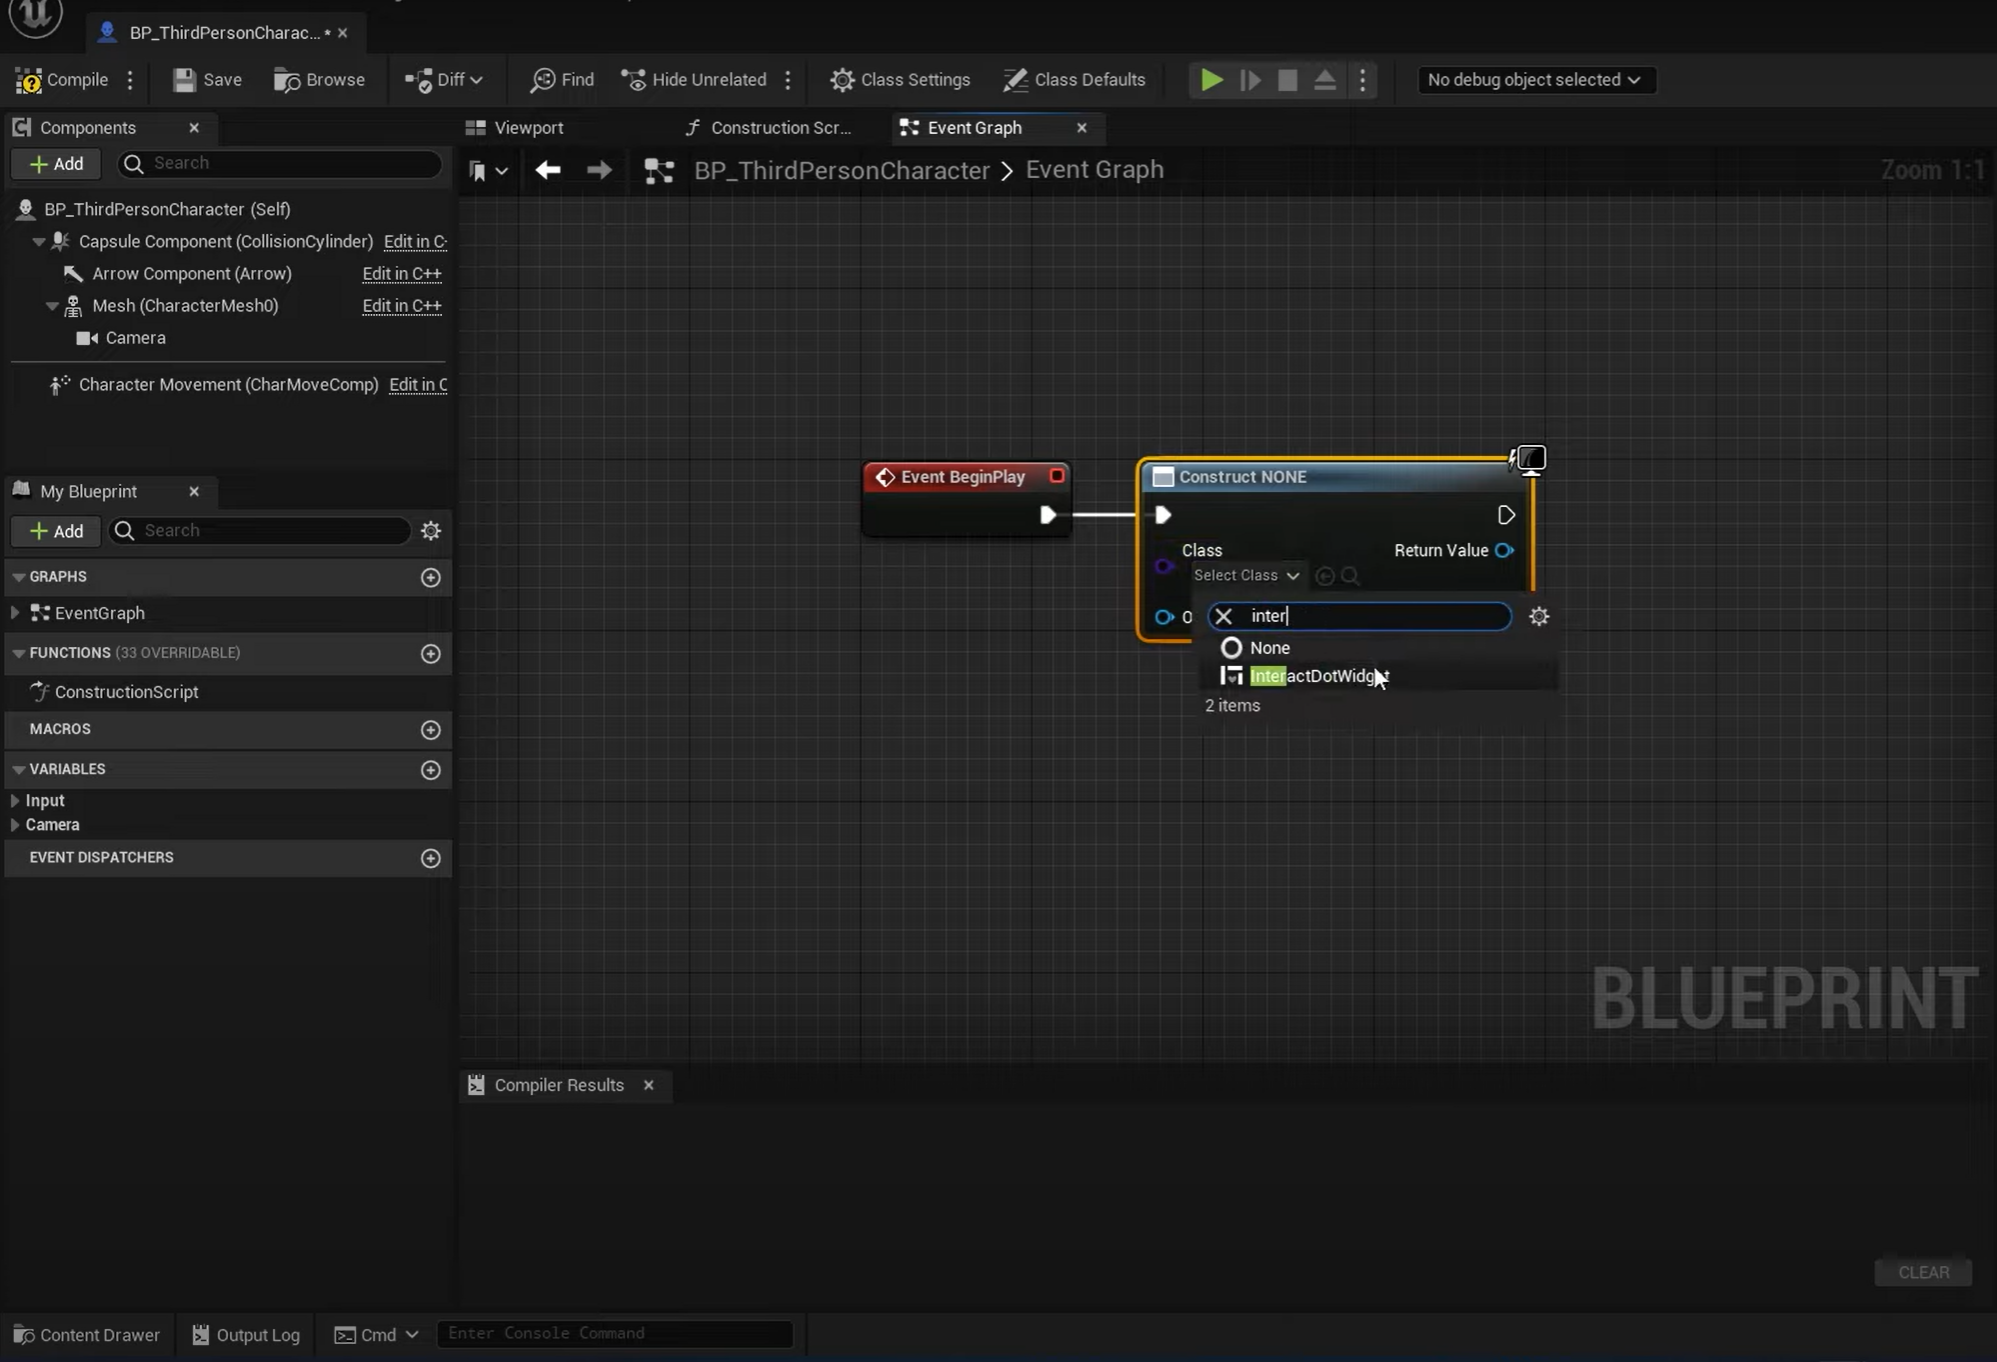 BP_ThirdPersonCharac... •
Compile
Save
Browse
Diff
Find
Hide Unrelated
Class Settings
Class Defaults
No debug object selected
Components
Add
Search
BP_ThirdPersonCharacter (Self)
Capsule Component (CollisionCylinder) Edit in C
Arrow Component (Arrow) Edit in C++
Mesh (CharacterMesh0) Edit in C++
Camera
Character Movement (CharMoveComp) Edit in C
My Blueprint
Add
Search
GRAPHS
EventGraph
FUNCTIONS (33 OVERRIDABLE)
ConstructionScript
MACROS
VARIABLES
Input
Camera
EVENT DISPATCHERS
Viewport
Construction Scr...
Event Graph
BP_ThirdPersonCharacter > Event Graph
Zoom 1:1
Event BeginPlay
Construct NONE
Class
Return Value
Select Class
O
inter
None
InteractDotWidget
2 items
BLUEPRINT
Compiler Results
CLEAR
Content Drawer
Output Log
Cmd
Enter Console Command